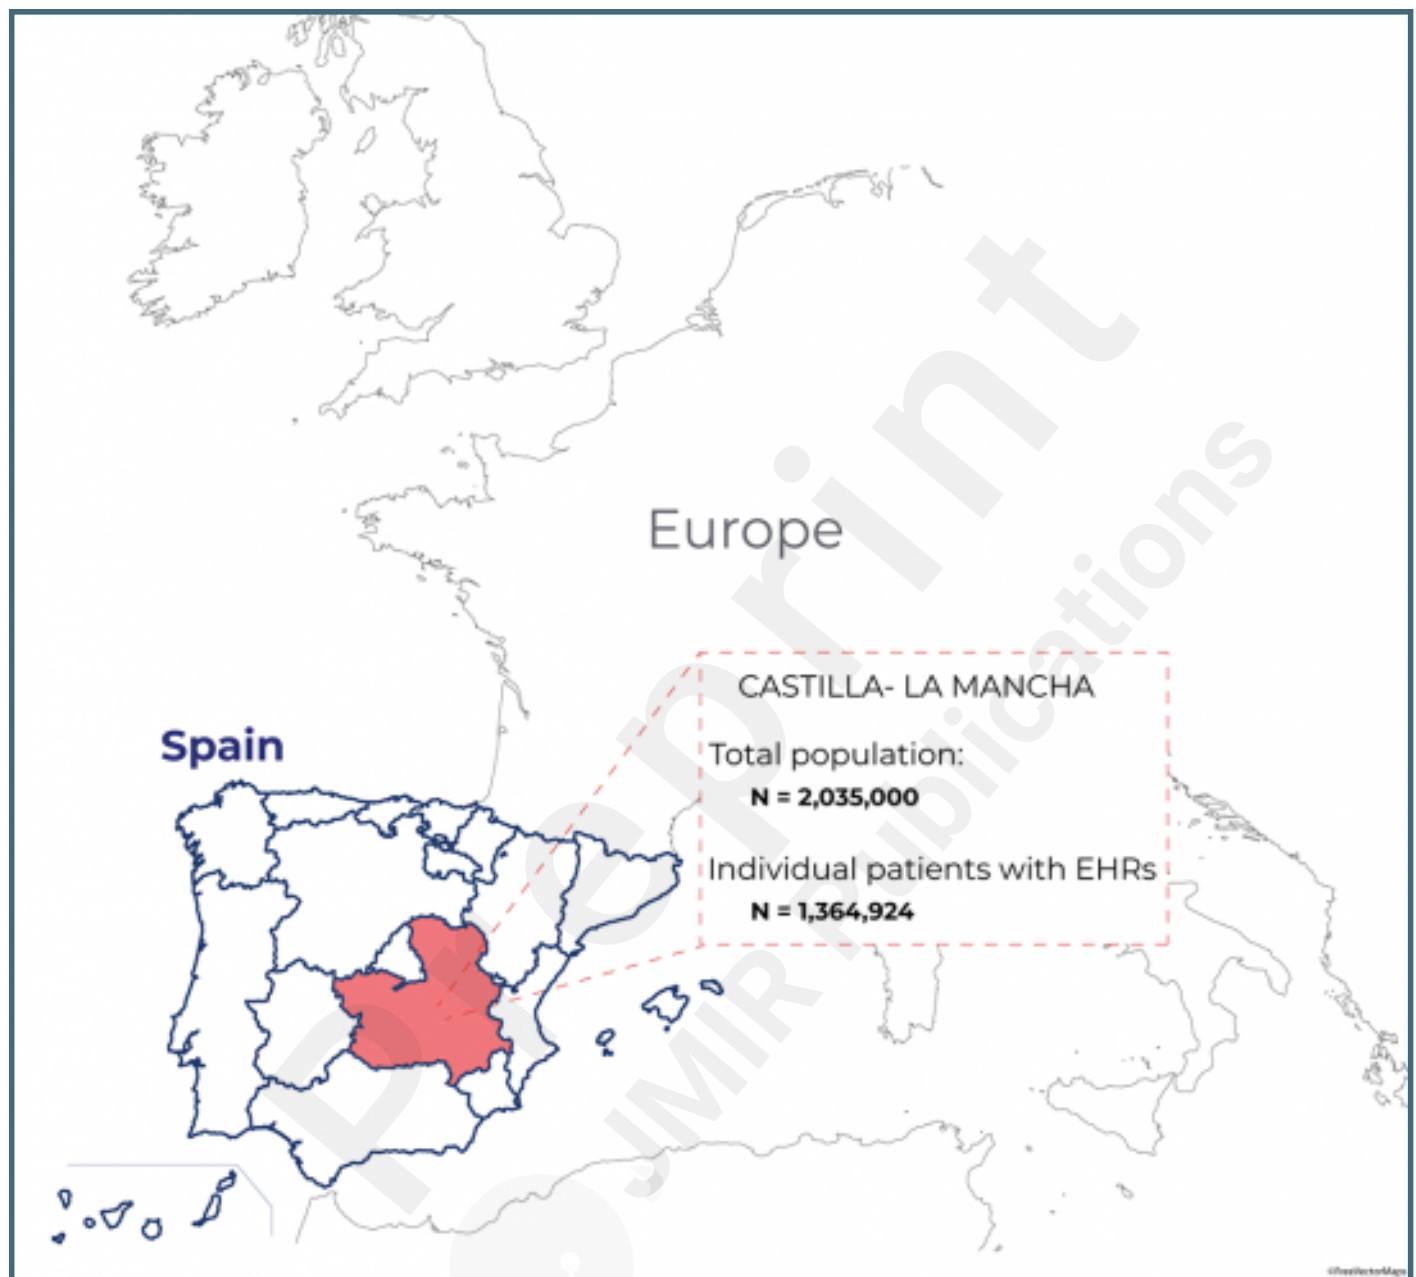 Europe
CASTILLA- LA MANCHA
Spain
Total population:
N = 2,035,000
Individual patients with EHRs
N = 1,364,924
Preprint
JMIR Publications
©FreeVectorMaps